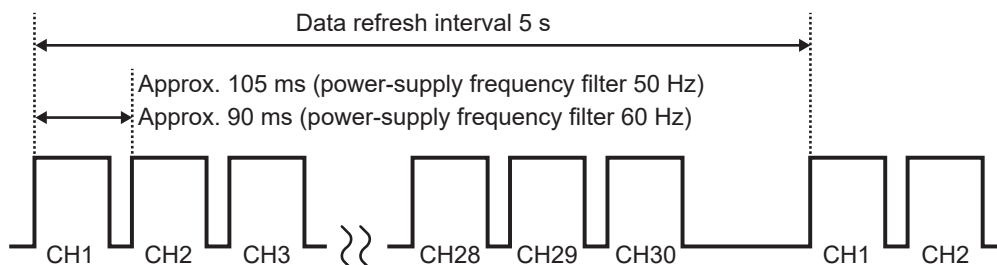 Data refresh interval 5 s
Approx. 105 ms (power-supply frequency filter 50 Hz)
Approx. 90 ms (power-supply frequency filter 60 Hz)
CH1 CH2 CH3 CH28 CH29 CH30 CH1 CH2